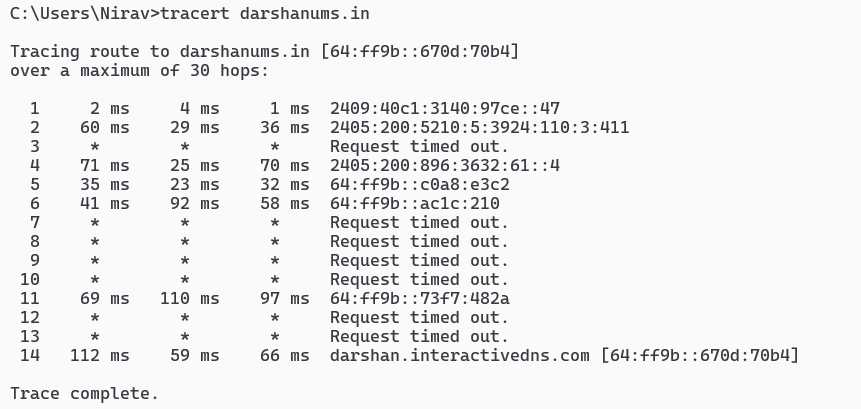 C:\Users\Nirav>tracert darshanums.in
Tracing route to darshanums.in [64:ff9b::670d:70b4]
over a maximum of 30 hops:
1 2 ms 4 ms 1 ms 2409:40c1:3140:97ce::47
2 60 ms 29 ms 36 ms 2405:200:5210:5:3924:110:3:411
3 * * * Request timed out.
4 71 ms 25 ms 70 ms 2405:200:896:3632:61::4
5 35 ms 23 ms 32 ms 64:ff9b::c0a8:e3c2
6 41 ms 92 ms 58 ms 64:ff9b::ac1c:210
7 * * * Request timed out.
8 * * * Request timed out.
9 * * * Request timed out.
10 * * * Request timed out.
11 69 ms 110 ms 97 ms 64:ff9b::73f7:482a
12 * * * Request timed out.
13 * * * Request timed out.
14 112 ms 59 ms 66 ms darshan.interactivedns.com [64:ff9b::670d:70b4]
Trace complete.